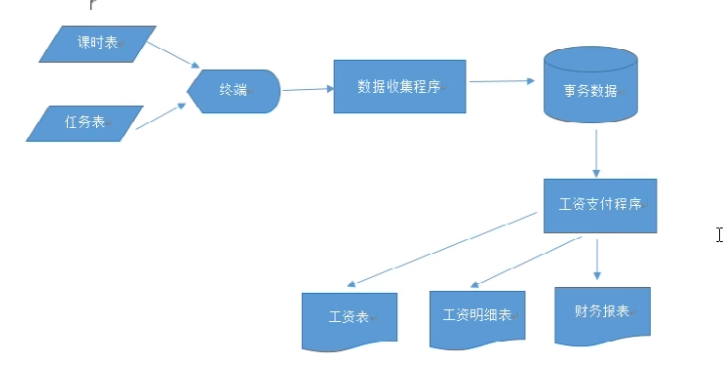 课时表
任务表
终端
数据收集程序
事务数据
工资支付程序
工资表
工资明细表
财务报表